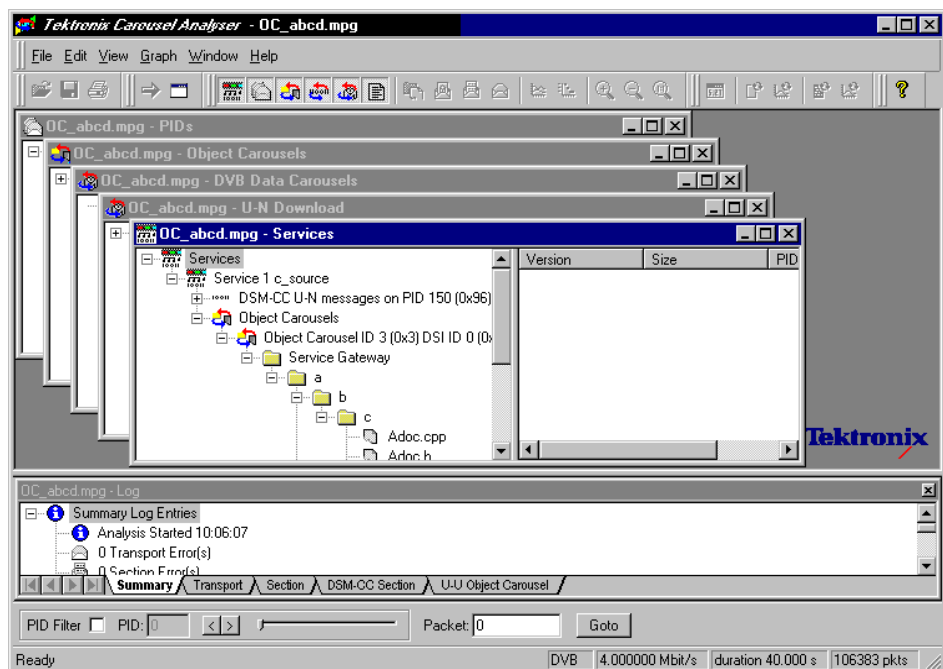 Tektronix Carousel Analyser - OC_abcd.mpg
File Edit View Graph Window Help
OC_abcd.mpg - PIDs
OC_abcd.mpg - Object Carousels
OC_abcd.mpg - DVB Data Carousels
OC_abcd.mpg - U-N Download
OC_abcd.mpg - Services
Services
Version Size PID
Service 1 c_source
DSM-CC U-N messages on PID 150 (0x96)
Object Carousels
Object Carousel ID 3 (0x3) DSI ID 0 (0x
Service Gateway
a
b
c
Adoc.cpp
Adoc.h
Tektronix
OC_abcd.mpg - Log
Summary Log Entries
Analysis Started 10:06:07
0 Transport Error(s)
0 Section Error(s)
Summary Transport Section DSM-CC Section U-U Object Carousel
PID Filter PID: 0 < > Packet: 0 Goto
Ready DVB 4.000000 Mbit/s duration 40.000 s 106383 pkts